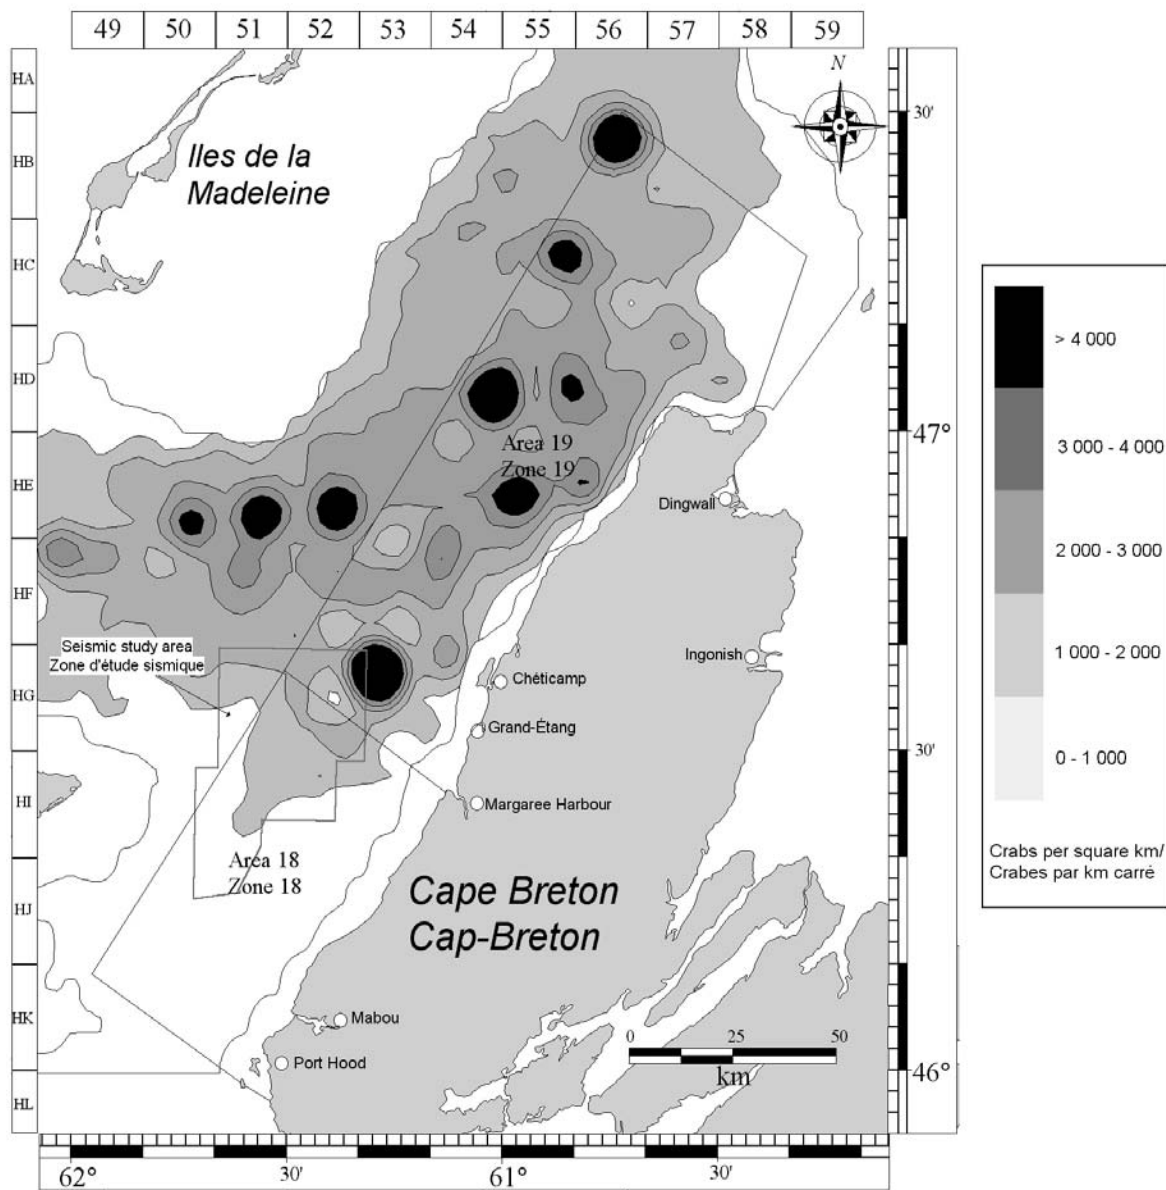 49 50 51 52 53 54 55 56 57 58 59
HA
N
30'
HB
Iles de la
Madeleine
HC
> 4 000
HD
47°
Area 19
Zone 19
3 000 - 4 000
HE
Dingwall
2 000 - 3 000
HF
Seismic study area
Zone d'étude sismique
1 000 - 2 000
Ingonish
Chéticamp
HG
Grand-Étang
30'
0 - 1 000
HI
Margaree Harbour
Crabs per square km/
Crabes par km carré
Area 18
Zone 18
HJ
Cape Breton
Cap-Breton
HK
Mabou
0 25 50
km
Port Hood
46°
HL
62° 30' 61° 30'